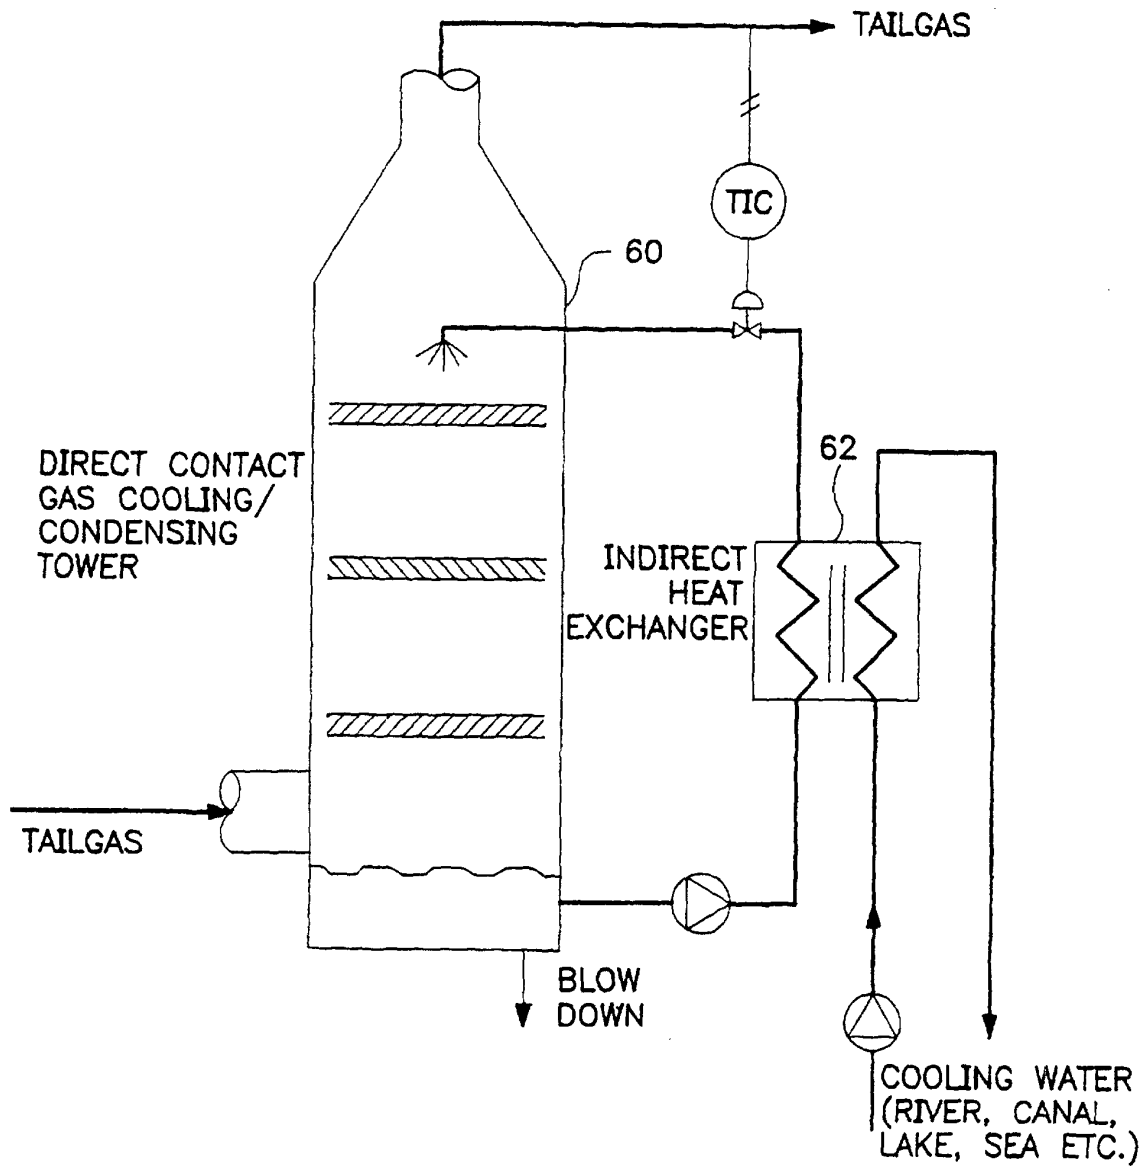 TAILGAS
TIC
60
DIRECT CONTACT
GAS COOLING/
CONDENSING
TOWER
62
INDIRECT
HEAT
EXCHANGER
TAILGAS
BLOW
DOWN
COOLING WATER
(RIVER, CANAL,
LAKE, SEA ETC.)